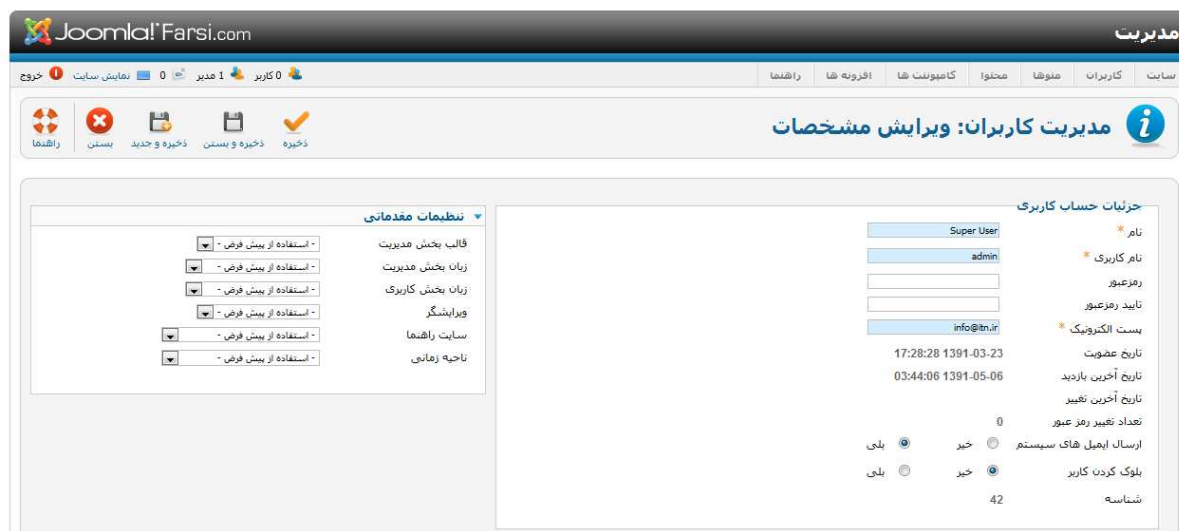 Joomla!® Farsi.com
مدیریت
سایت کاربران منوها محتوا کامپوننت ها افزونه ها راهنما
0 کاربر 1 مدیر 0 نمایش سایت خروج
مدیریت کاربران: ویرایش مشخصات
ذخیره ذخیره و بستن ذخیره و جدید بستن راهنما
جزئیات حساب کاربری
نام * Super User
نام کاربری * admin
رمزعبور
تایید رمزعبور
پست الکترونیک * info@itn.ir
تاریخ عضویت 1391-03-23 17:28:28
تاریخ آخرین بازدید 1391-05-06 03:44:06
تاریخ آخرین تغییر
تعداد تغییر رمز عبور 0
ارسال ایمیل های سیستم خیر بلی
بلوک کردن کاربر خیر بلی
شناسه 42
تنظیمات مقدماتی
قالب بخش مدیریت - استفاده از پیش فرض -
زبان بخش مدیریت - استفاده از پیش فرض -
زبان بخش کاربری - استفاده از پیش فرض -
ویرایشگر - استفاده از پیش فرض -
سایت راهنما - استفاده از پیش فرض -
ناحیه زمانی - استفاده از پیش فرض -